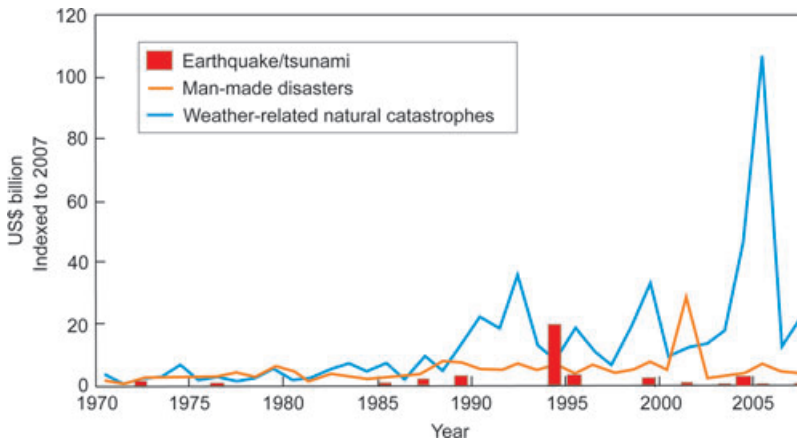 120
100
80
60
40
20
0
US$ billion
Indexed to 2007
Earthquake/tsunami
Man-made disasters
Weather-related natural catastrophes
1970 1975 1980 1985 1990 1995 2000 2005
Year